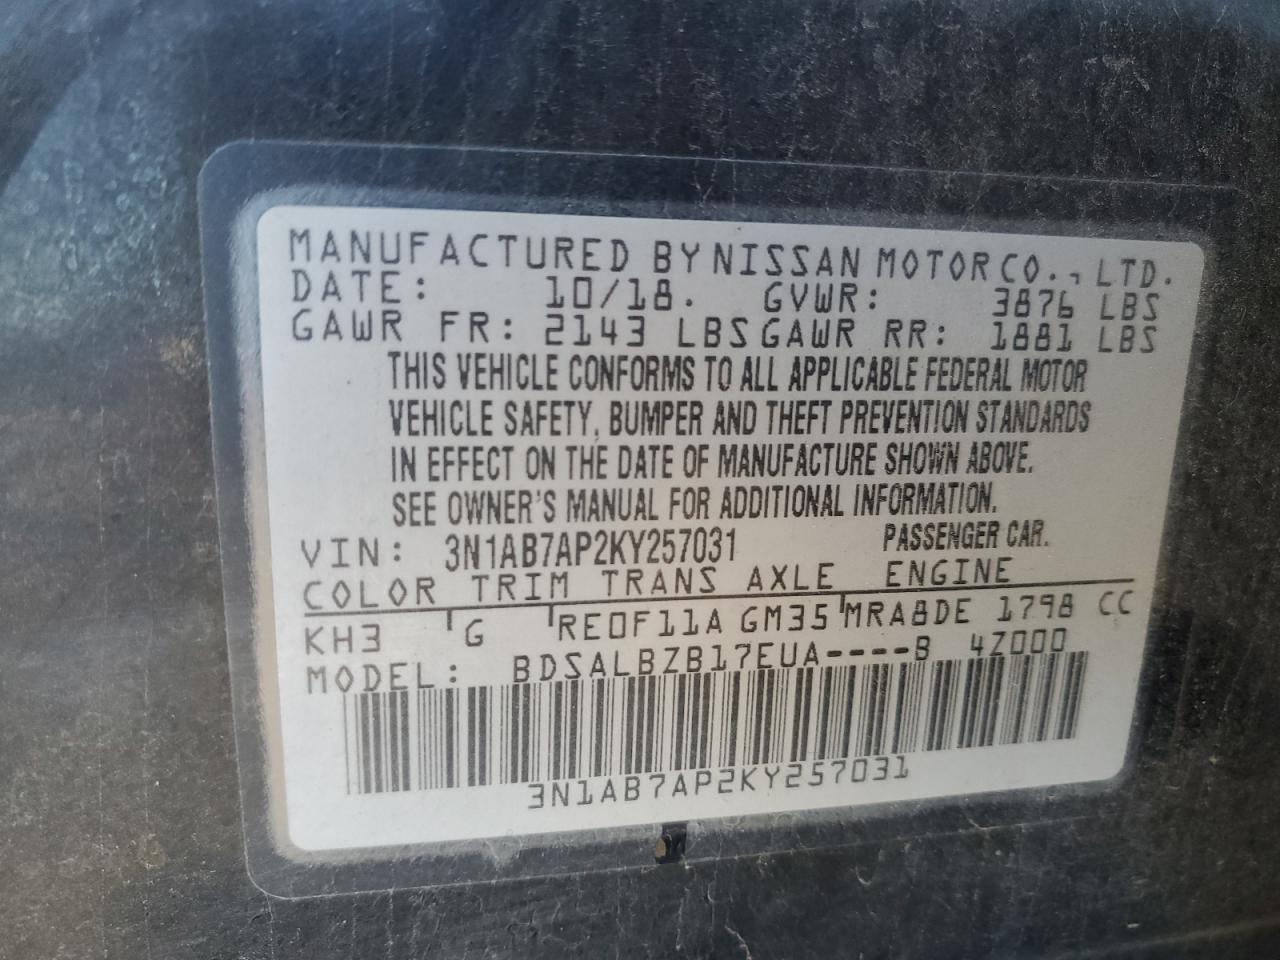 MANUFACTURED BY NISSAN MOTOR CO., LTD.
DATE: 10/18. GVWR: 3876 LBS
GAWR FR: 2143 LBS GAWR RR: 1881 LBS
THIS VEHICLE CONFORMS TO ALL APPLICABLE FEDERAL MOTOR
VEHICLE SAFETY, BUMPER AND THEFT PREVENTION STANDARDS
IN EFFECT ON THE DATE OF MANUFACTURE SHOWN ABOVE.
SEE OWNER'S MANUAL FOR ADDITIONAL INFORMATION.
VIN: 3N1AB7AP2KY257031 PASSENGER CAR.
COLOR TRIM TRANS AXLE ENGINE
KH3 G RE0F11A GM35 MRA8DE 1798 CC
MODEL: BDSALBZB17EUA----B 4Z000
3N1AB7AP2KY257031